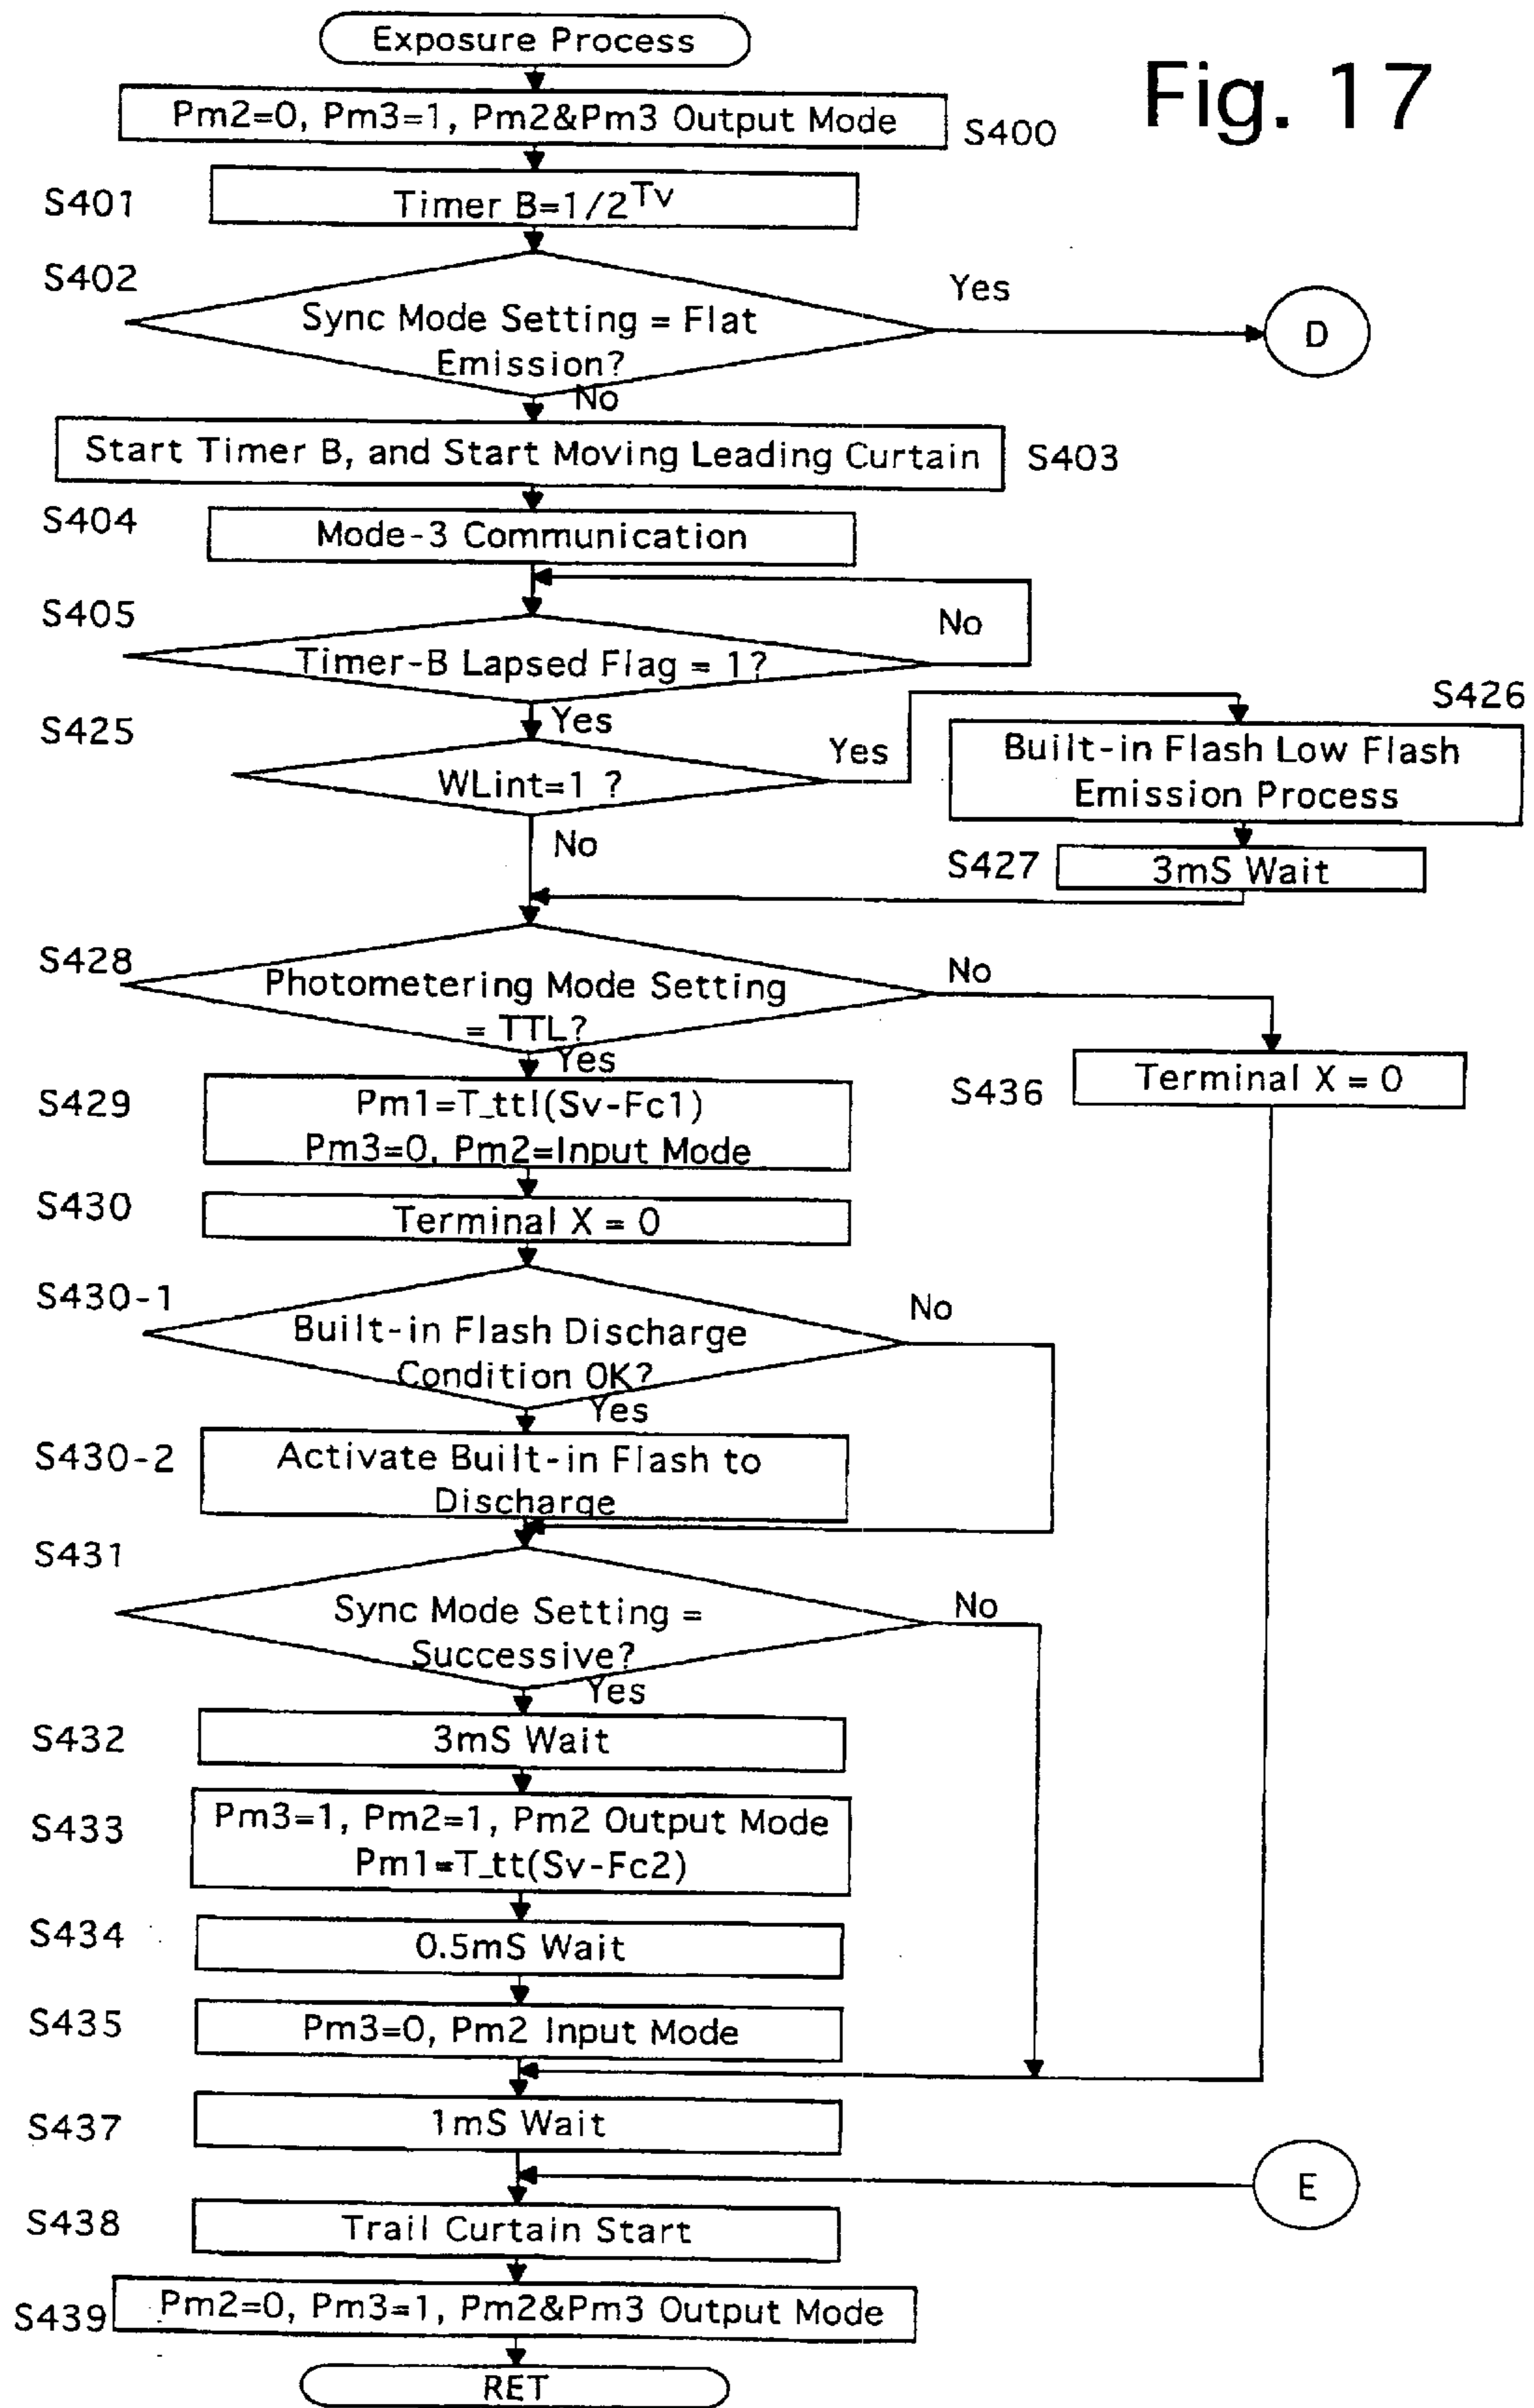 Exposure Process
Fig. 17
Pm2=0, Pm3=1, Pm2&Pm3 Output Mode
S400
S401
Timer B=1/2^Tv
S402
Yes
Sync Mode Setting = Flat
Emission?
D
No
Start Timer B, and Start Moving Leading Curtain
S403
S404
Mode-3 Communication
S405
No
Timer-B Lapsed Flag = 1?
S425
Yes
S426
WLint=1 ?
Yes
Built-in Flash Low Flash
Emission Process
No
S427
3mS Wait
S428
Photometering Mode Setting
= TTL?
No
Yes
S429
Pm1=T_ttl(Sv-Fc1)
Pm3=0, Pm2=Input Mode
S436
Terminal X = 0
S430
Terminal X = 0
S430-1
No
Built-in Flash Discharge
Condition OK?
Yes
S430-2
Activate Built-in Flash to
Discharge
S431
No
Sync Mode Setting =
Successive?
Yes
S432
3mS Wait
S433
Pm3=1, Pm2=1, Pm2 Output Mode
Pm1=T_tt(Sv-Fc2)
S434
0.5mS Wait
S435
Pm3=0, Pm2 Input Mode
S437
1mS Wait
E
S438
Trail Curtain Start
S439
Pm2=0, Pm3=1, Pm2&Pm3 Output Mode
RET